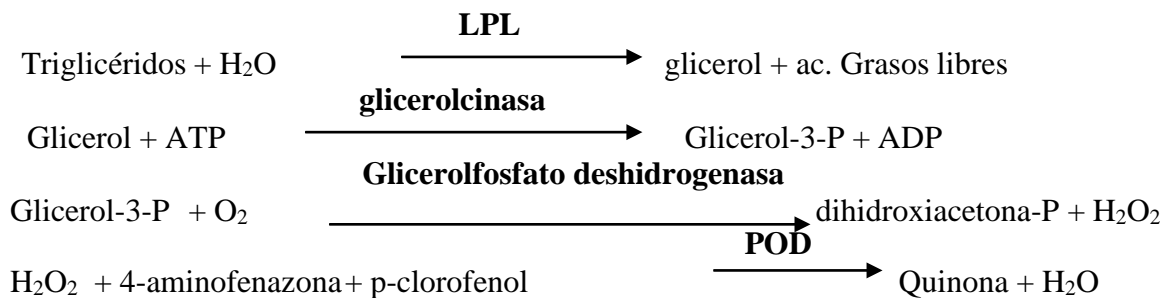 LPL
Triglicéridos + H₂O glicerol + ac. Grasos libres
glicerolcinasa
Glicerol + ATP Glicerol-3-P + ADP
Glicerolfosfato deshidrogenasa
Glicerol-3-P + O₂ dihidroxiacetona-P + H₂O₂
POD
H₂O₂ + 4-aminofenazona + p-clorofenol Quinona + H₂O